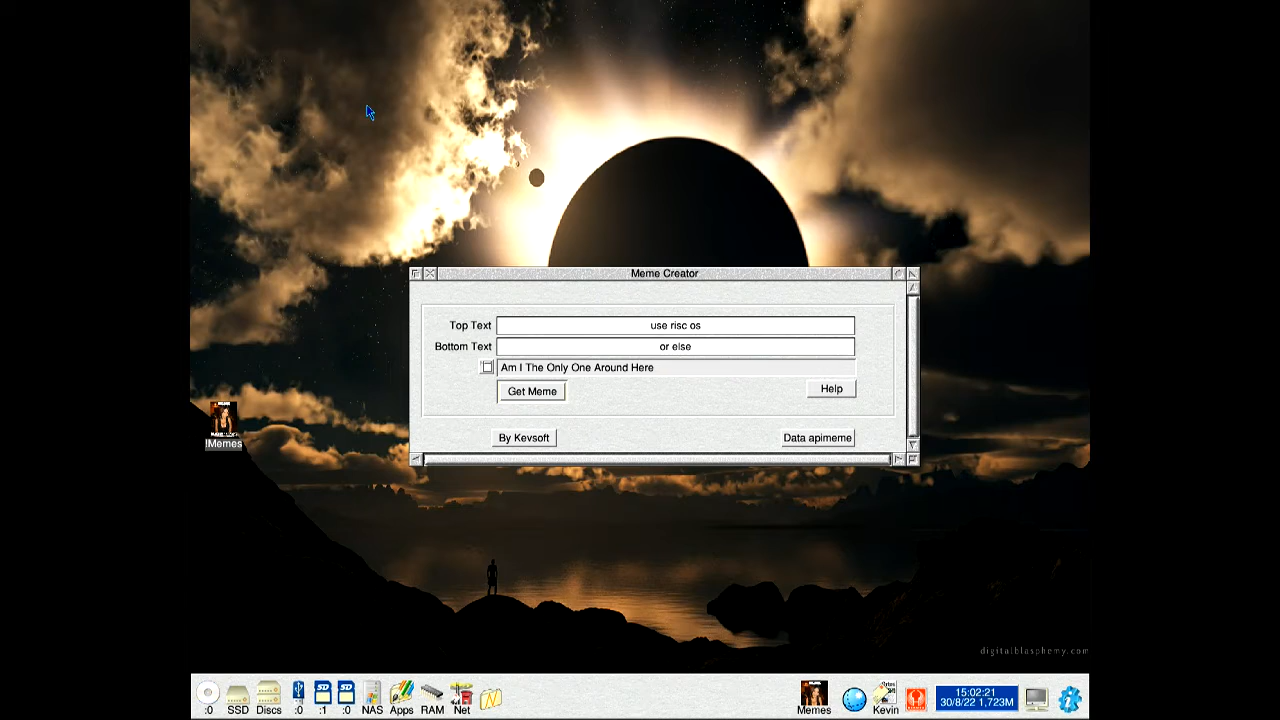 Meme Creator
Top Text use risc os
Bottom Text or else
Am I The Only One Around Here
Get Meme Help
By Kevsoft Data apimeme
!Memes
digitalblasphemy.com
:0 SSD Discs :0 :1 :0 NAS Apps RAM Net Memes Kevin
15:02:21
30/8/22 1,723M